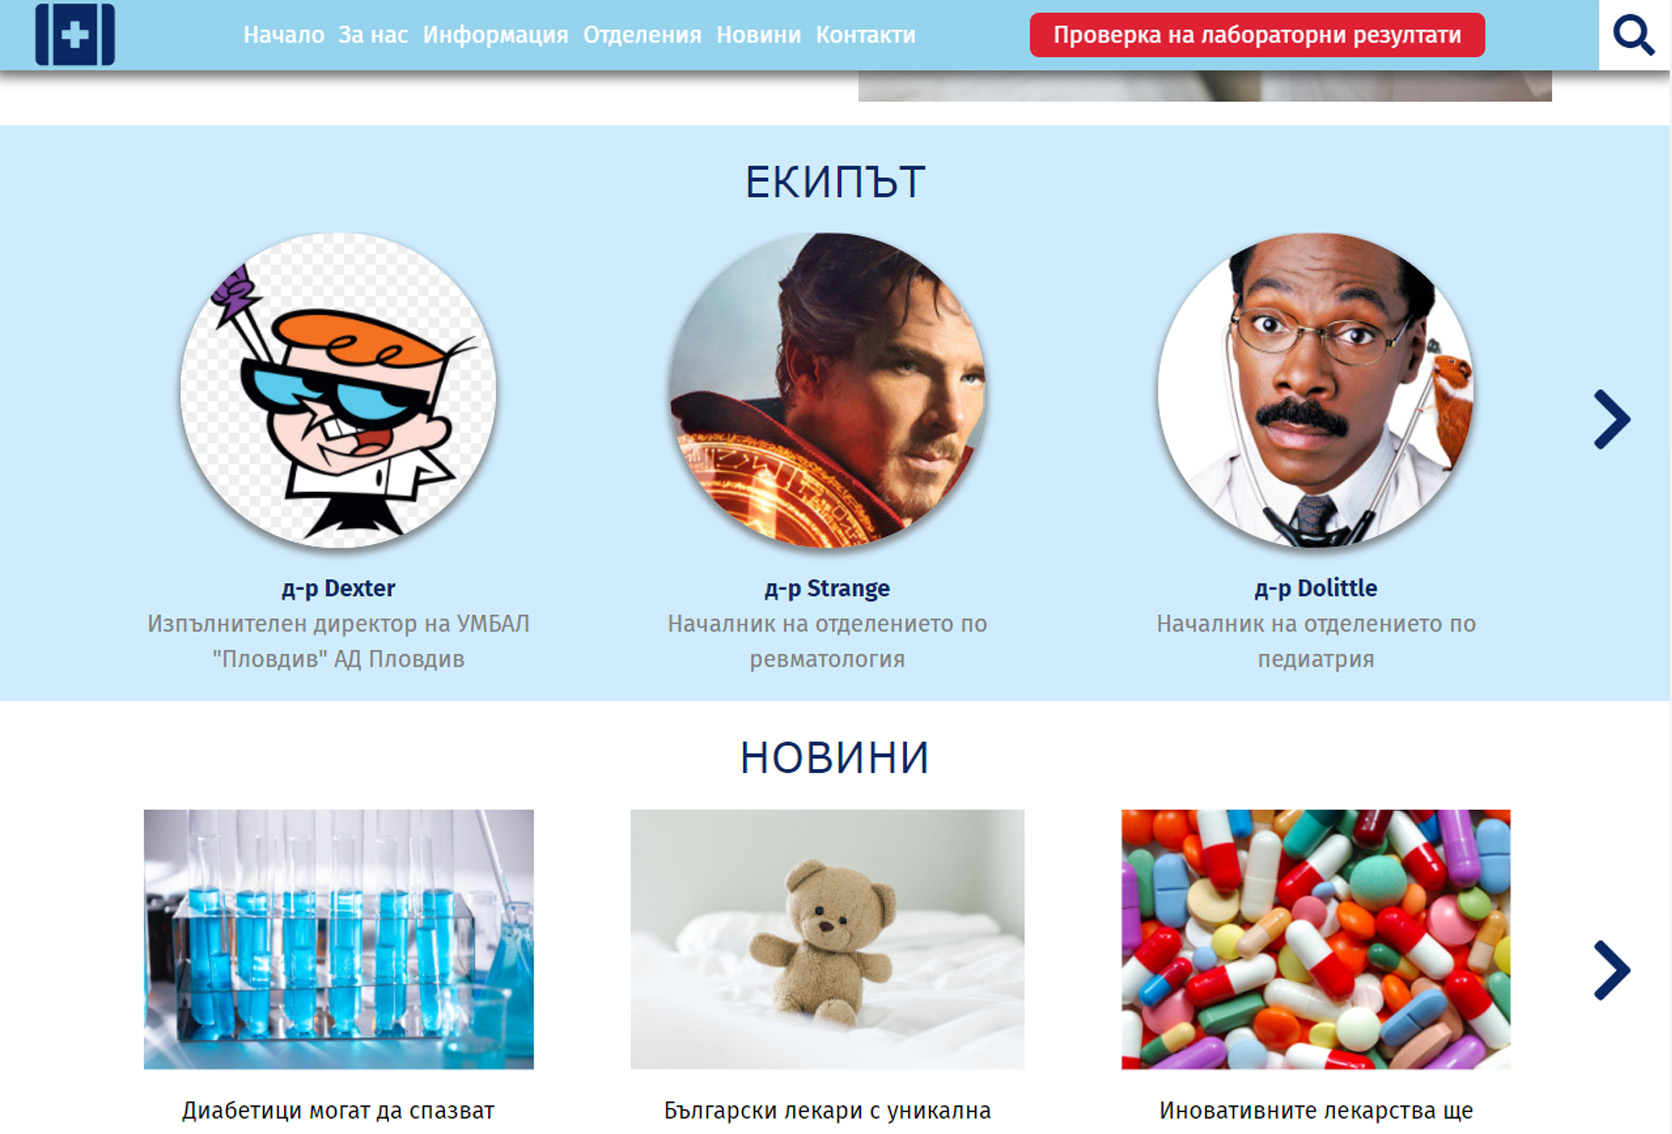 Начало За нас Информация Отделения Новини Контакти Проверка на лабораторни резултати
ЕКИПЪТ
д-р Dexter
Изпълнителен директор на УМБАЛ
"Пловдив" АД Пловдив
д-р Strange
Началник на отделението по
ревматология
д-р Dolittle
Началник на отделението по
педиатрия
НОВИНИ
Диабетици могат да спазват
Български лекари с уникална
Иновативните лекарства ще